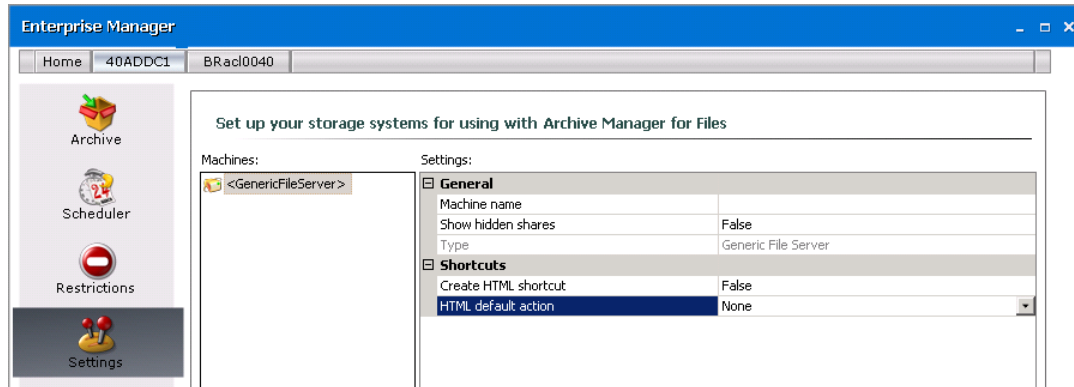 Enterprise Manager
Home 40ADDC1 BRacl0040
Archive
Scheduler
Restrictions
Settings
Set up your storage systems for using with Archive Manager for Files
Machines:
<GenericFileServer>
Settings:
General
Machine name
Show hidden shares False
Type Generic File Server
Shortcuts
Create HTML shortcut False
HTML default action None